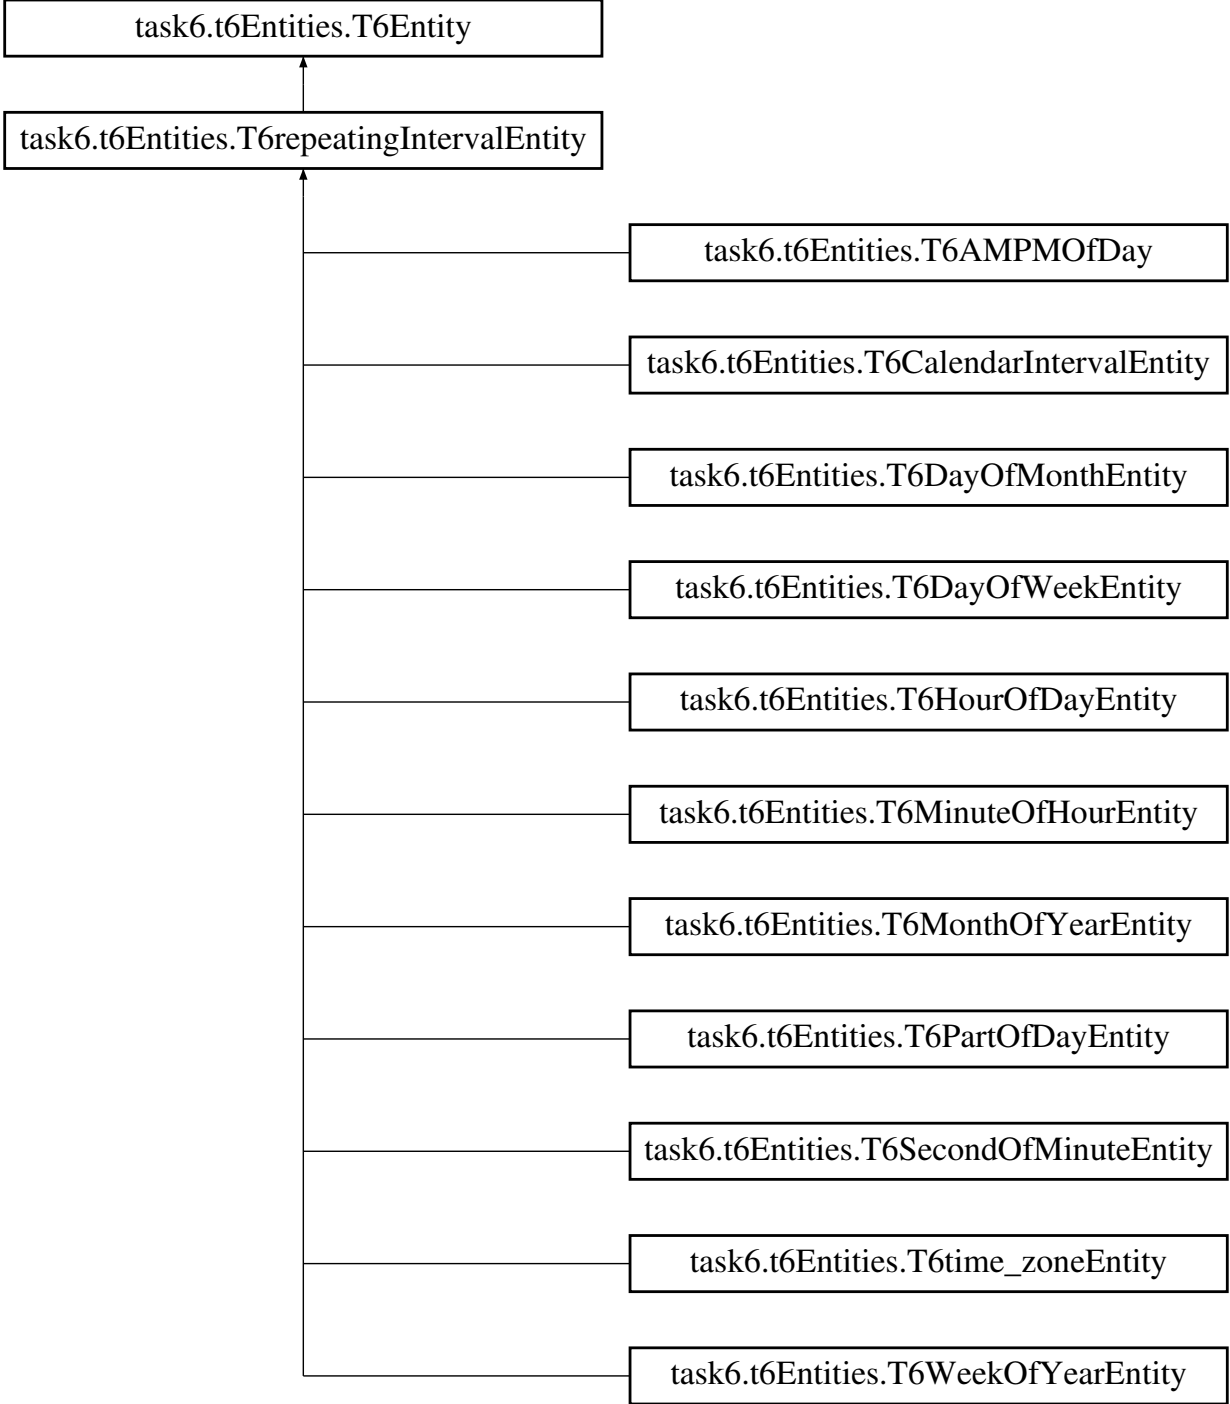 task6.t6Entities.T6Entity
task6.t6Entities.T6repeatingIntervalEntity
task6.t6Entities.T6AMPMOfDay
task6.t6Entities.T6CalendarIntervalEntity
task6.t6Entities.T6DayOfMonthEntity
task6.t6Entities.T6DayOfWeekEntity
task6.t6Entities.T6HourOfDayEntity
task6.t6Entities.T6MinuteOfHourEntity
task6.t6Entities.T6MonthOfYearEntity
task6.t6Entities.T6PartOfDayEntity
task6.t6Entities.T6SecondOfMinuteEntity
task6.t6Entities.T6time_zoneEntity
task6.t6Entities.T6WeekOfYearEntity